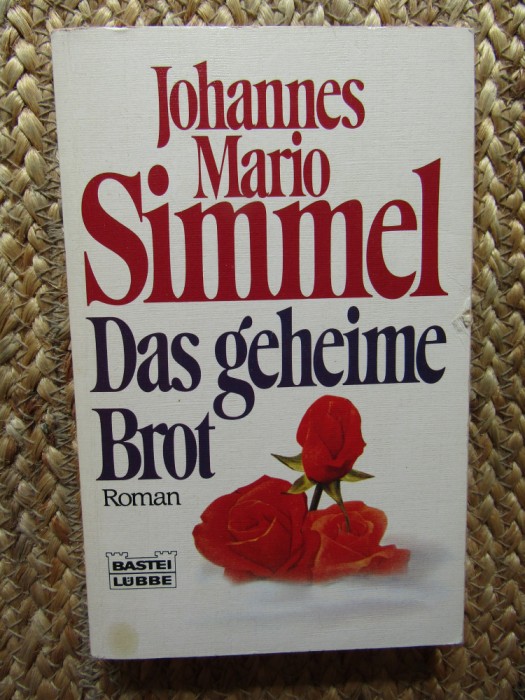 Johannes
Mario
Simmel
Das geheime
Brot
Roman
BASTEI
LÜBBE